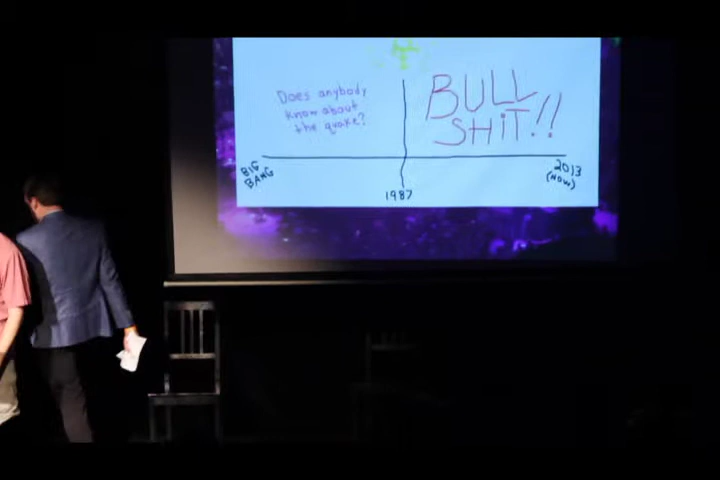 Does anybody
know about
the quake?
BULL
SHiT!!
BIG
BANG
1987
2013
(NOW)